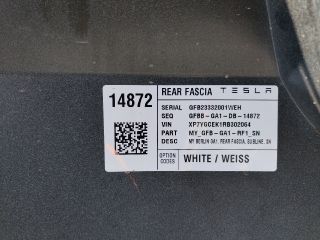 14872
REAR FASCIA TESLA
SERIAL GFB23332001WEH
SEQ GFBB-GA1-DB-14872
VIN XP7YGCEK1RB302064
PART MY_GFB-GA1-RF1_SN
DESC MY BERLIN GA1, REAR FASCIA, SUBLINE, SN
OPTION CODES WHITE / WEISS